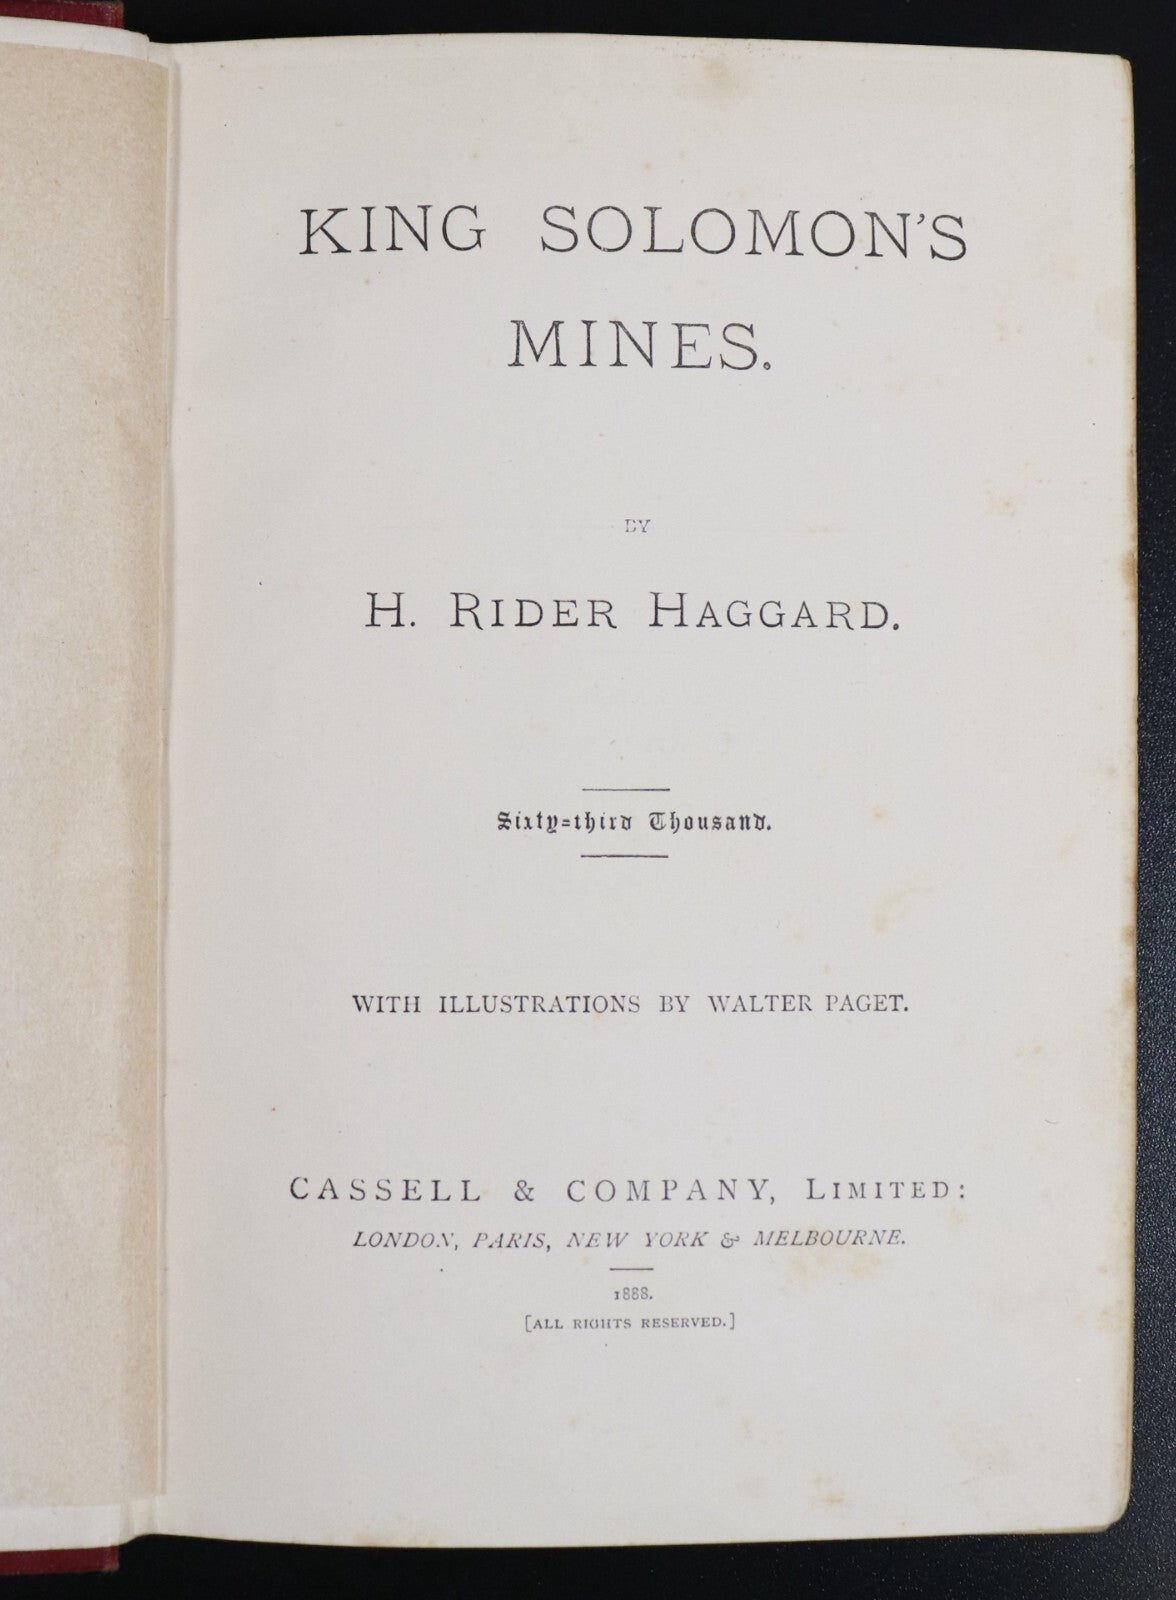 KING SOLOMON'S
MINES.
BY
H. RIDER HAGGARD.
Sixty=third Thousand.
WITH ILLUSTRATIONS BY WALTER PAGET.
CASSELL & COMPANY, LIMITED:
LONDON, PARIS, NEW YORK & MELBOURNE.
1888.
[ALL RIGHTS RESERVED.]